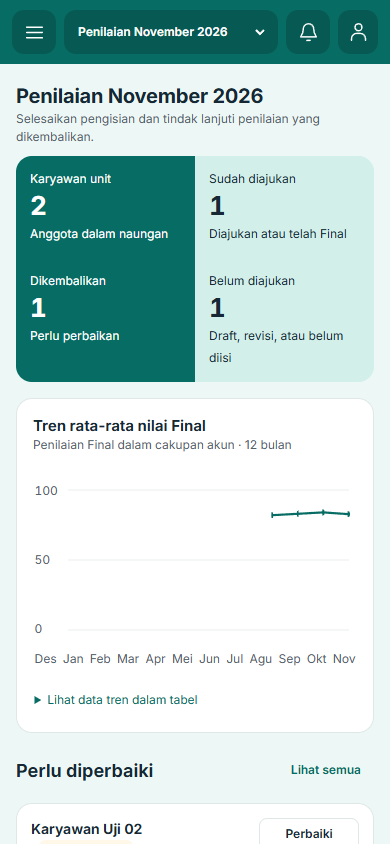 Penilaian November 2026
Penilaian November 2026
Selesaikan pengisian dan tindak lanjuti penilaian yang
dikembalikan.
Karyawan unit
2
Anggota dalam naungan
Sudah diajukan
1
Diajukan atau telah Final
Dikembalikan
1
Perlu perbaikan
Belum diajukan
1
Draft, revisi, atau belum
diisi
Tren rata-rata nilai Final
Penilaian Final dalam cakupan akun · 12 bulan
100
50
0
Des Jan Feb Mar Apr Mei Jun Jul Agu Sep Okt Nov
Lihat data tren dalam tabel
Perlu diperbaiki
Lihat semua
Karyawan Uji 02
Perbaiki